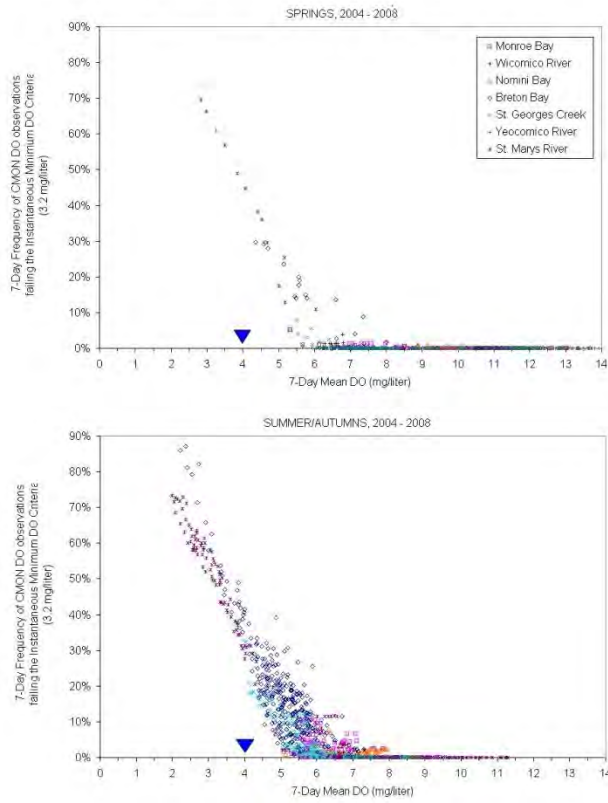 SPRINGS, 2004 - 2008
90%
80%
70%
60%
50%
40%
30%
20%
10%
0%
7-Day Frequency of CMON DO observations
failing the Instantaneous Minimum DO Criteria
(3.2 mg/liter)
Monroe Bay
Wicomico River
Nomini Bay
Breton Bay
St. Georges Creek
Yeocomico River
St. Marys River
0 1 2 3 4 5 6 7 8 9 10 11 12 13 14
7-Day Mean DO (mg/liter)
SUMMER/AUTUMNS, 2004 - 2008
90%
80%
70%
60%
50%
40%
30%
20%
10%
0%
7-Day Frequency of CMON DO observations
failing the Instantaneous Minimum DO Criteria
(3.2 mg/liter)
0 1 2 3 4 5 6 7 8 9 10 11 12 13 14
7-Day Mean DO (mg/liter)